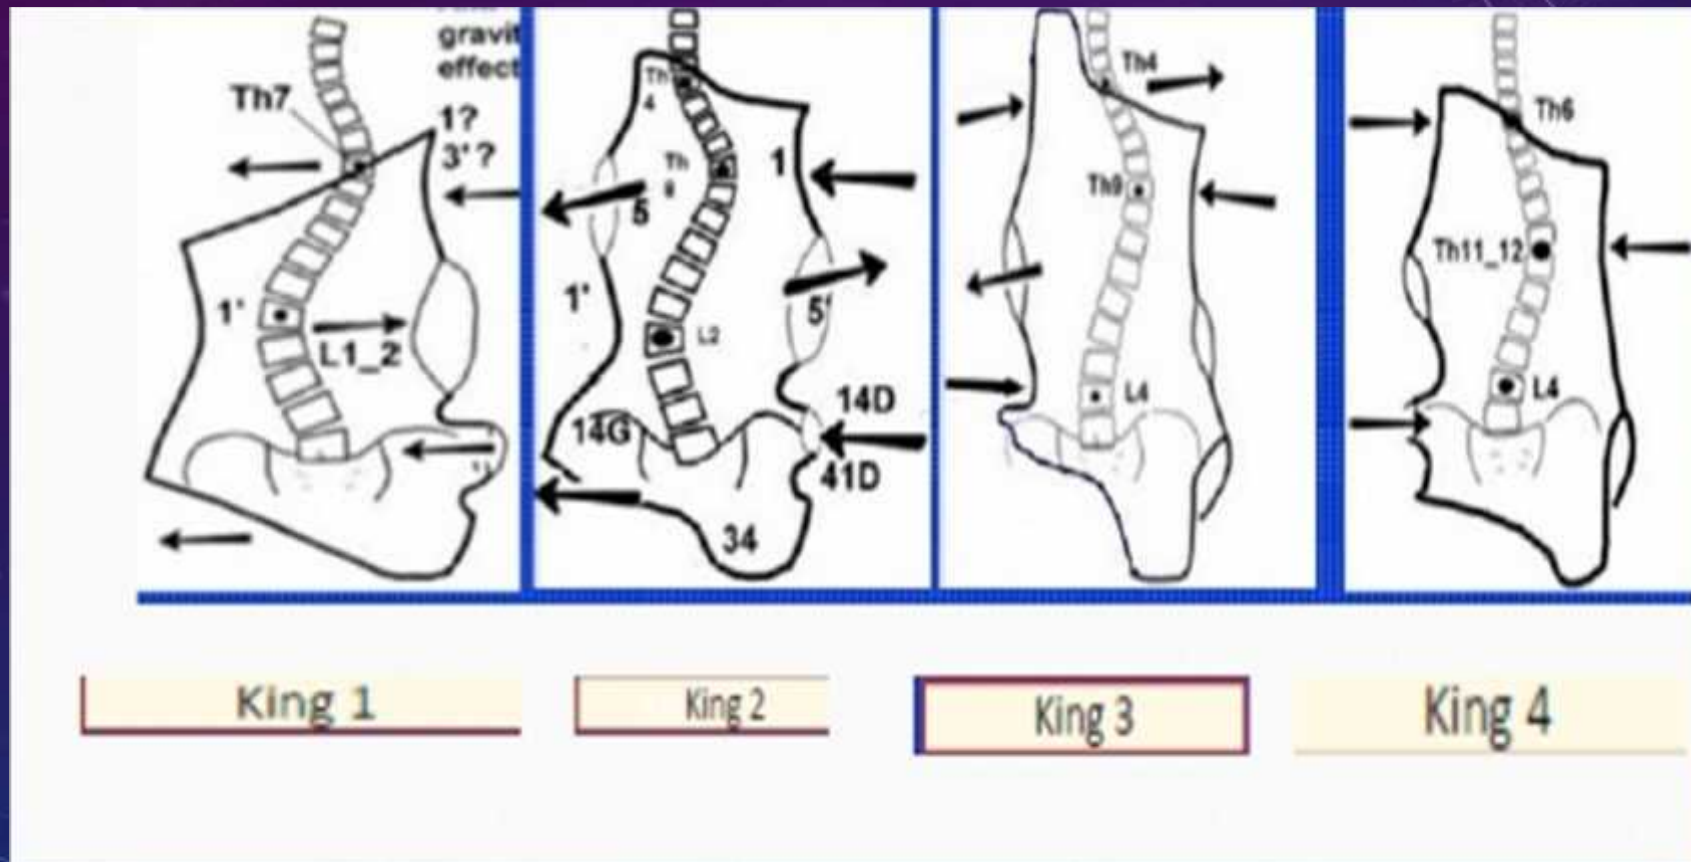 gravit
effect
Th7
1?
3'?
1'
L1_2
Th
4
Th
8
1
5
1'
5'
L2
14D
14G
41D
34
Th4
Th9
L4
Th6
Th11_12
L4
King 1
King 2
King 3
King 4